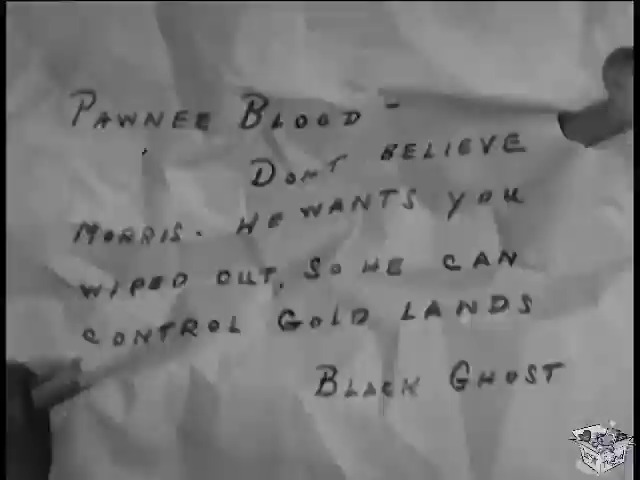 PAWNEE BLOOD -
DONT BELIEVE
MORRIS. HE WANTS YOU
WIPED OUT, SO HE CAN
CONTROL GOLD LANDS
BLACK GHOST